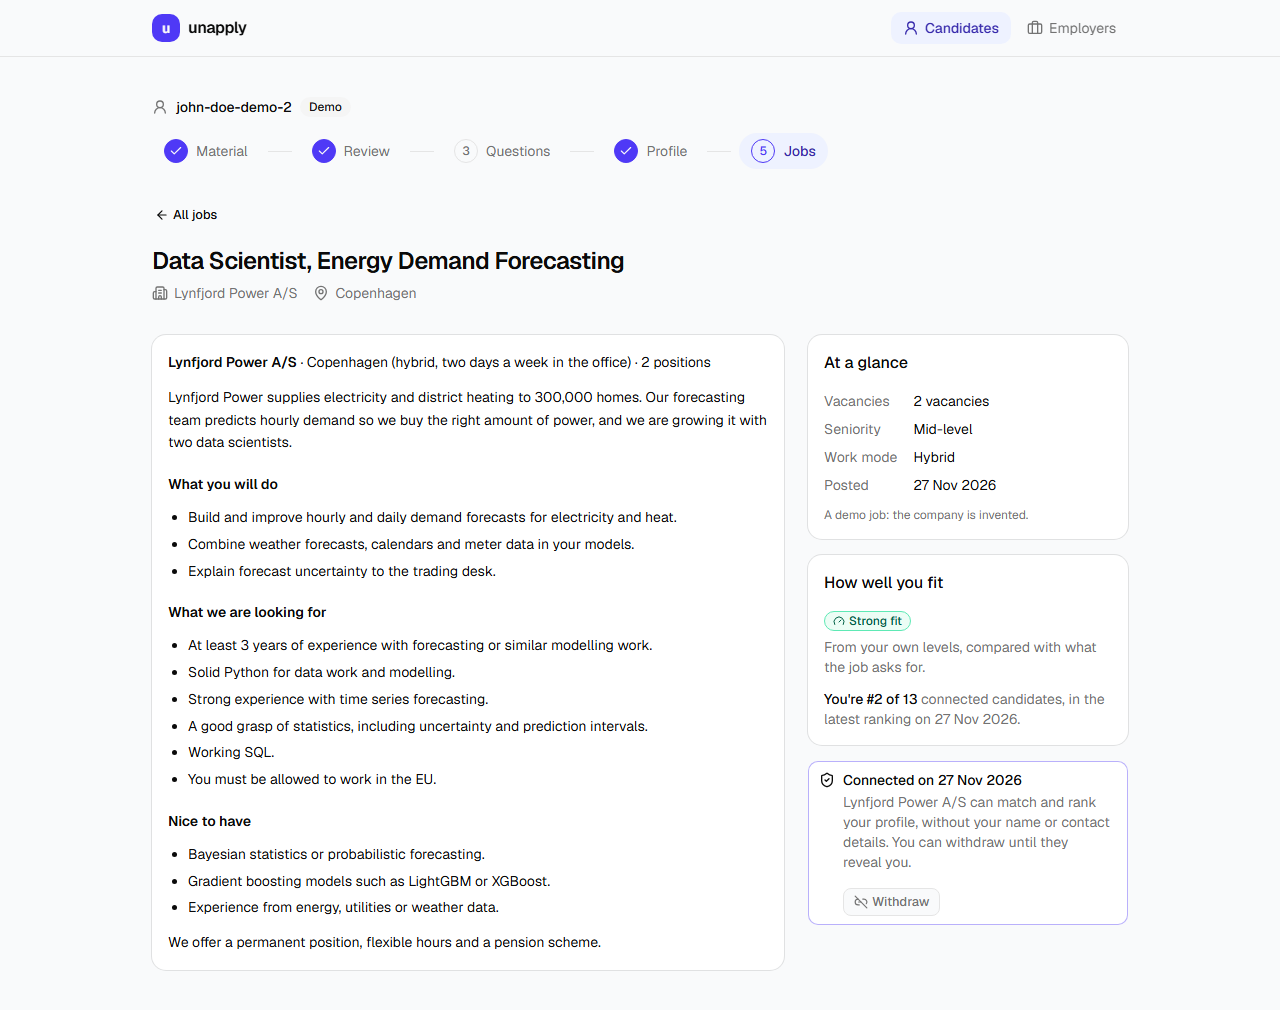 u unapply
Candidates
Employers
john-doe-demo-2 Demo
Material
Review
3 Questions
Profile
5 Jobs
All jobs
Data Scientist, Energy Demand Forecasting
Lynfjord Power A/S Copenhagen
Lynfjord Power A/S · Copenhagen (hybrid, two days a week in the office) · 2 positions
Lynfjord Power supplies electricity and district heating to 300,000 homes. Our forecasting
team predicts hourly demand so we buy the right amount of power, and we are growing it with
two data scientists.
What you will do
• Build and improve hourly and daily demand forecasts for electricity and heat.
• Combine weather forecasts, calendars and meter data in your models.
• Explain forecast uncertainty to the trading desk.
What we are looking for
• At least 3 years of experience with forecasting or similar modelling work.
• Solid Python for data work and modelling.
• Strong experience with time series forecasting.
• A good grasp of statistics, including uncertainty and prediction intervals.
• Working SQL.
• You must be allowed to work in the EU.
Nice to have
• Bayesian statistics or probabilistic forecasting.
• Gradient boosting models such as LightGBM or XGBoost.
• Experience from energy, utilities or weather data.
We offer a permanent position, flexible hours and a pension scheme.
At a glance
Vacancies 2 vacancies
Seniority Mid-level
Work mode Hybrid
Posted 27 Nov 2026
A demo job: the company is invented.
How well you fit
Strong fit
From your own levels, compared with what
the job asks for.
You're #2 of 13 connected candidates, in the
latest ranking on 27 Nov 2026.
Connected on 27 Nov 2026
Lynfjord Power A/S can match and rank
your profile, without your name or contact
details. You can withdraw until they
reveal you.
Withdraw